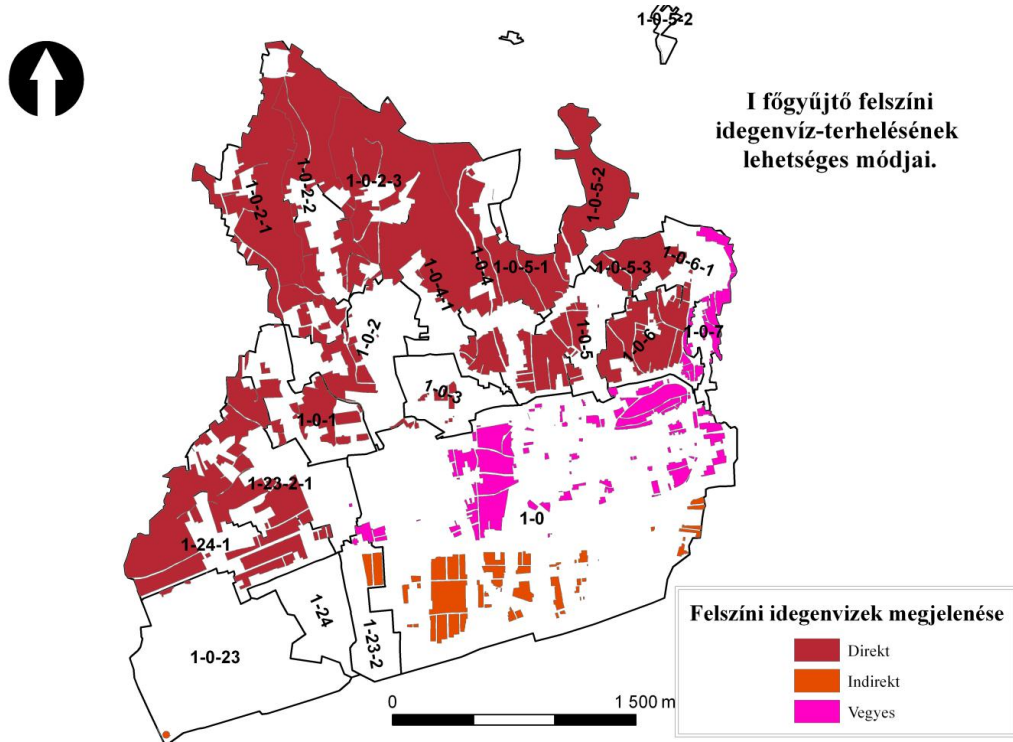 1-0-5-2
I főgyűjtő felszíni
idegenvíz-terhelésének
lehetséges módjai.
1-0-2-1
1-0-2-2
1-0-2-3
1-0-5-2
1-0-4-1
1-0-4
1-0-5-1
1-0-5-3
1-0-6-1
1-0-2
1-0-5
1-0-6
1-0-7
1-0-3
1-0-1
1-23-2-1
1-0
1-24-1
1-24
1-23-2
1-0-23
0
1 500 m
Felszíni idegenvizek megjelenése
Direkt
Indirekt
Vegyes